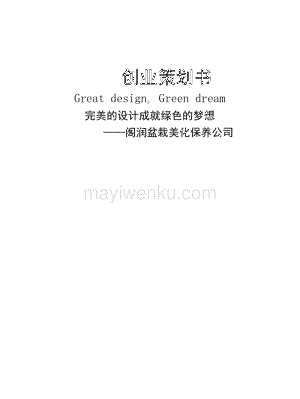 创业策划书
Great design, Green dream
完美的设计成就绿色的梦想
——阁润盆栽美化保养公司
mayiwenku.com